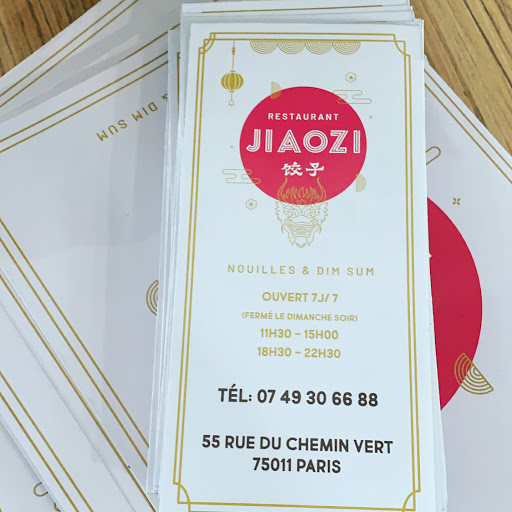 & DIM SUM
RESTAURANT
JIAOZI
饺子
NOUILLES & DIM SUM
OUVERT 7J/ 7
(FERMÉ LE DIMANCHE SOIR)
11H30 – 15H00
18H30 – 22H30
TÉL: 07 49 30 66 88
55 RUE DU CHEMIN VERT
75011 PARIS